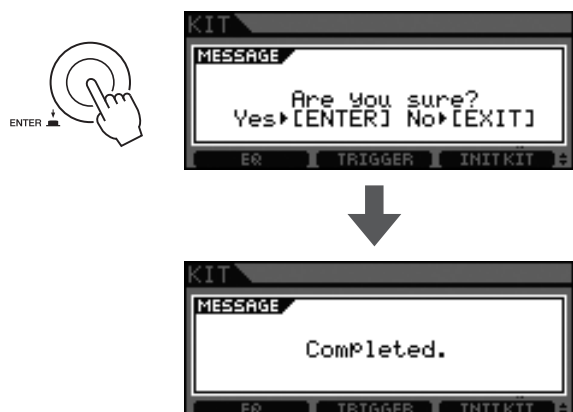 KIT
MESSAGE
Are you sure?
Yes▶[ENTER] No▶[EXIT]
EQ TRIGGER INITKIT
ENTER
KIT
MESSAGE
Completed.
EQ TRIGGER INITKIT